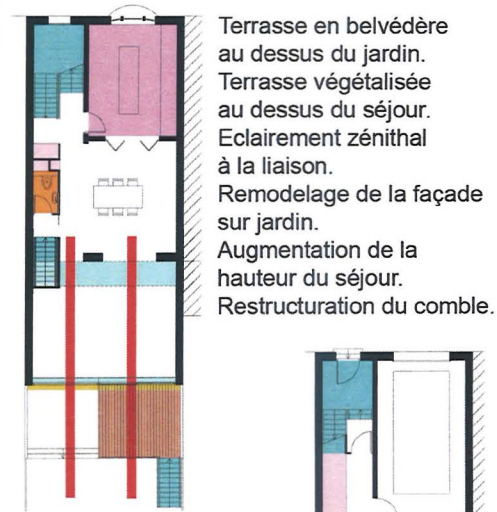 Terrasse en belvédère
au dessus du jardin.
Terrasse végétalisée
au dessus du séjour.
Eclairement zénithal
à la liaison.
Remodelage de la façade
sur jardin.
Augmentation de la
hauteur du séjour.
Restructuration du comble.